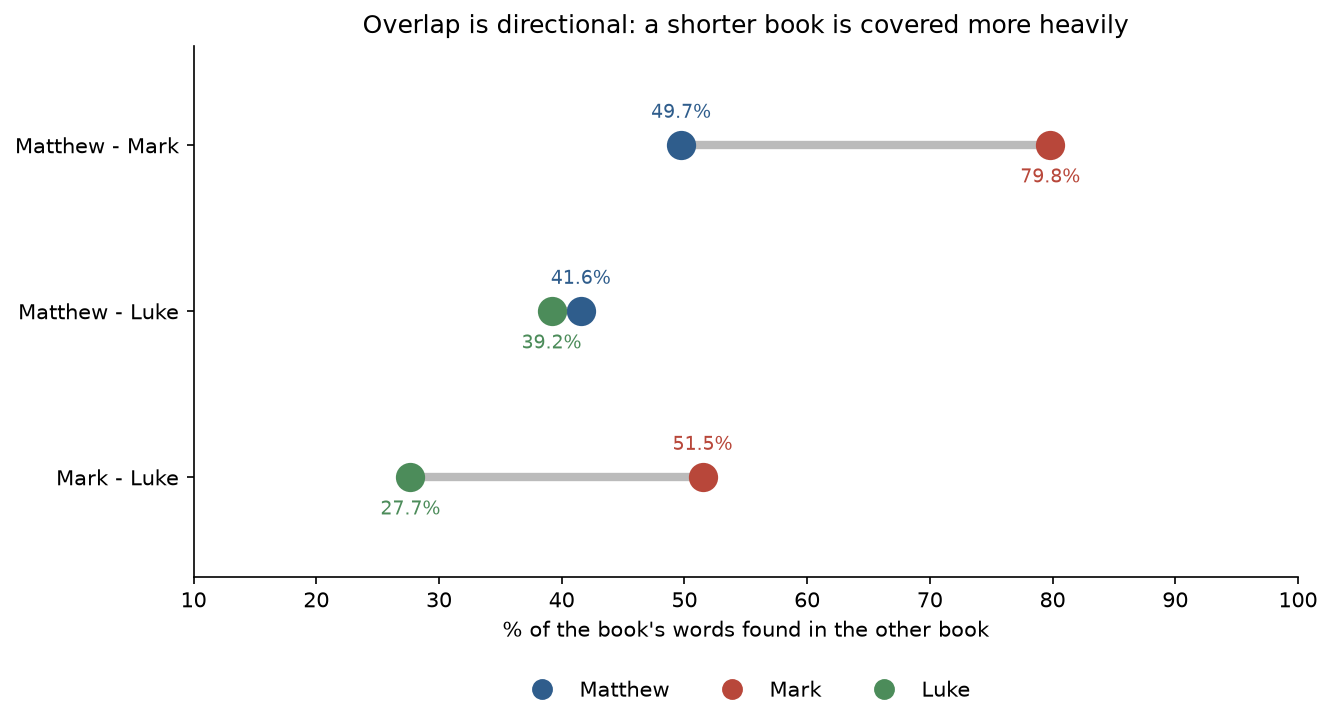 Overlap is directional: a shorter book is covered more heavily
Matthew - Mark
49.7%
79.8%
Matthew - Luke
41.6%
39.2%
Mark - Luke
51.5%
27.7%
10 20 30 40 50 60 70 80 90 100
% of the book's words found in the other book
Matthew Mark Luke